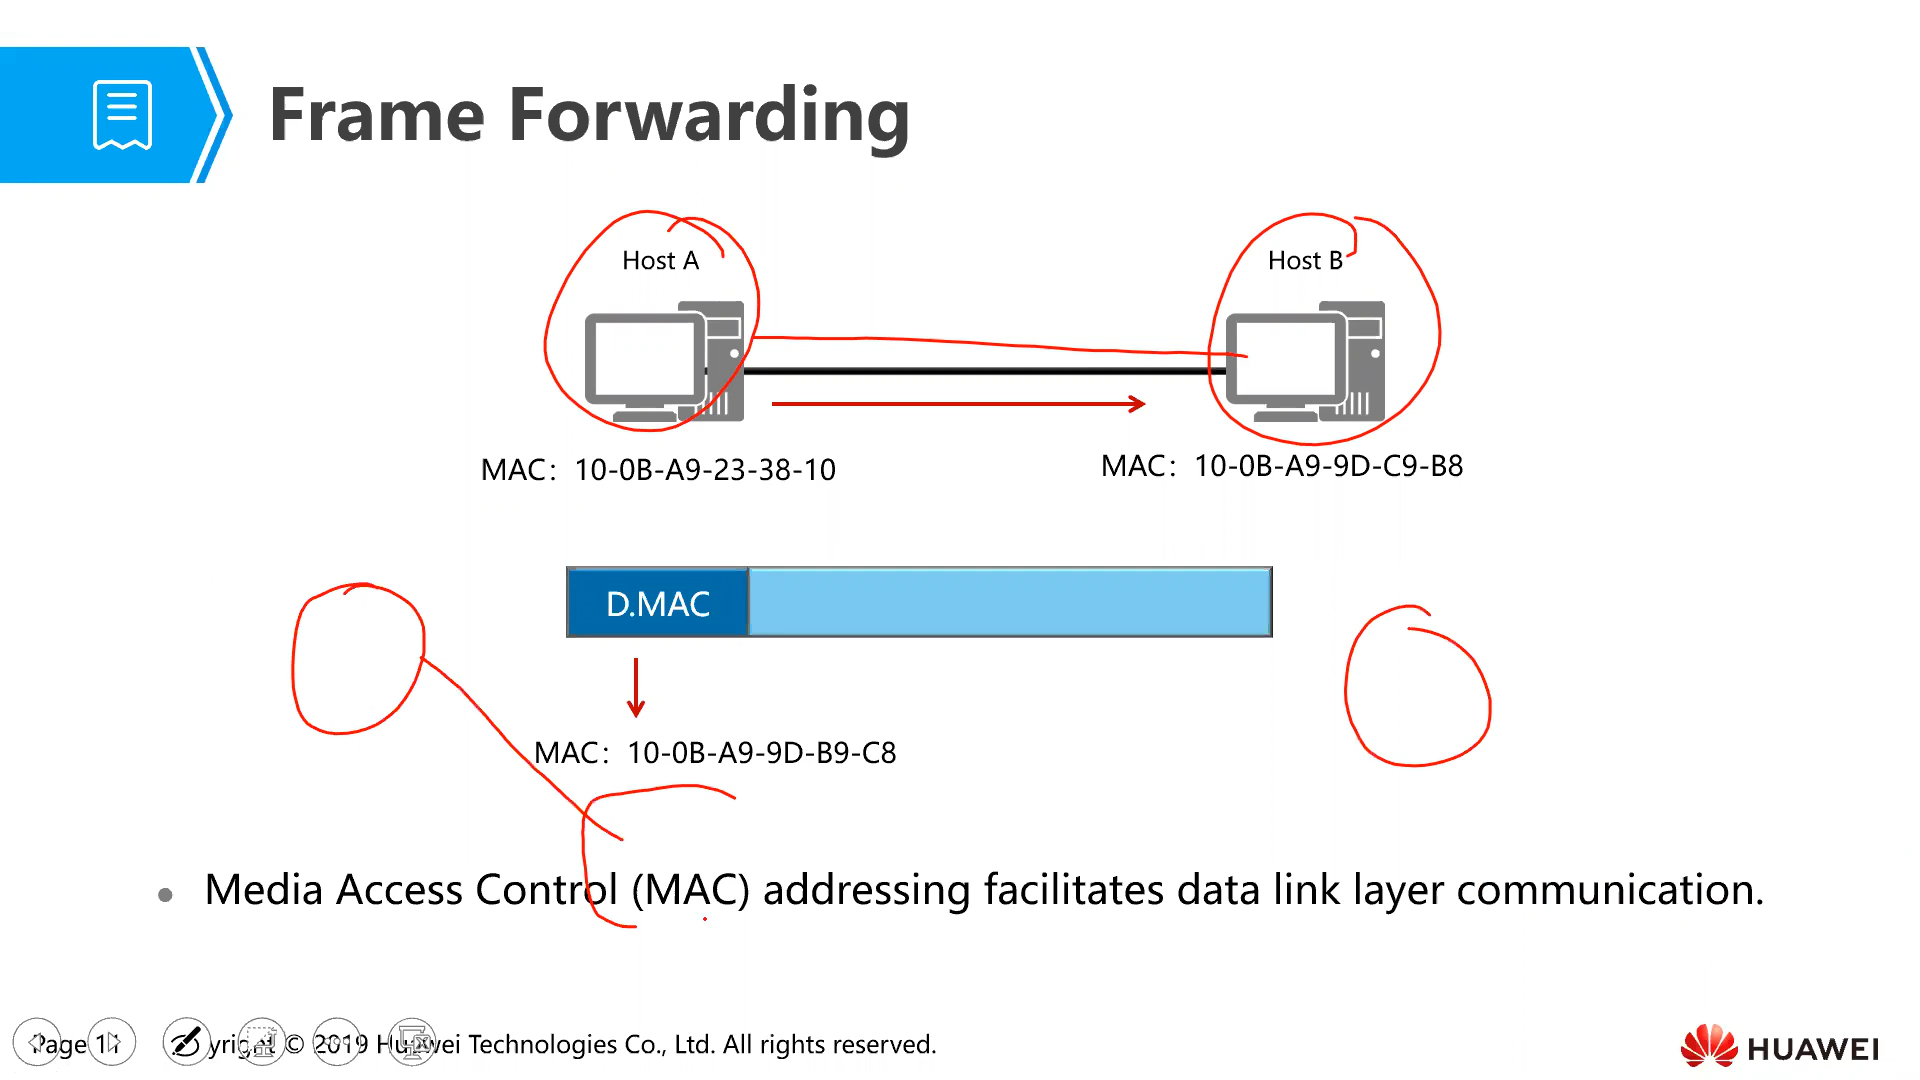 Frame Forwarding
Host A
Host B
MAC：10-0B-A9-23-38-10
MAC：10-0B-A9-9D-C9-B8
D.MAC
MAC：10-0B-A9-9D-B9-C8
• Media Access Control (MAC) addressing facilitates data link layer communication.
Page 11
© 2019 Huawei Technologies Co., Ltd. All rights reserved.
HUAWEI